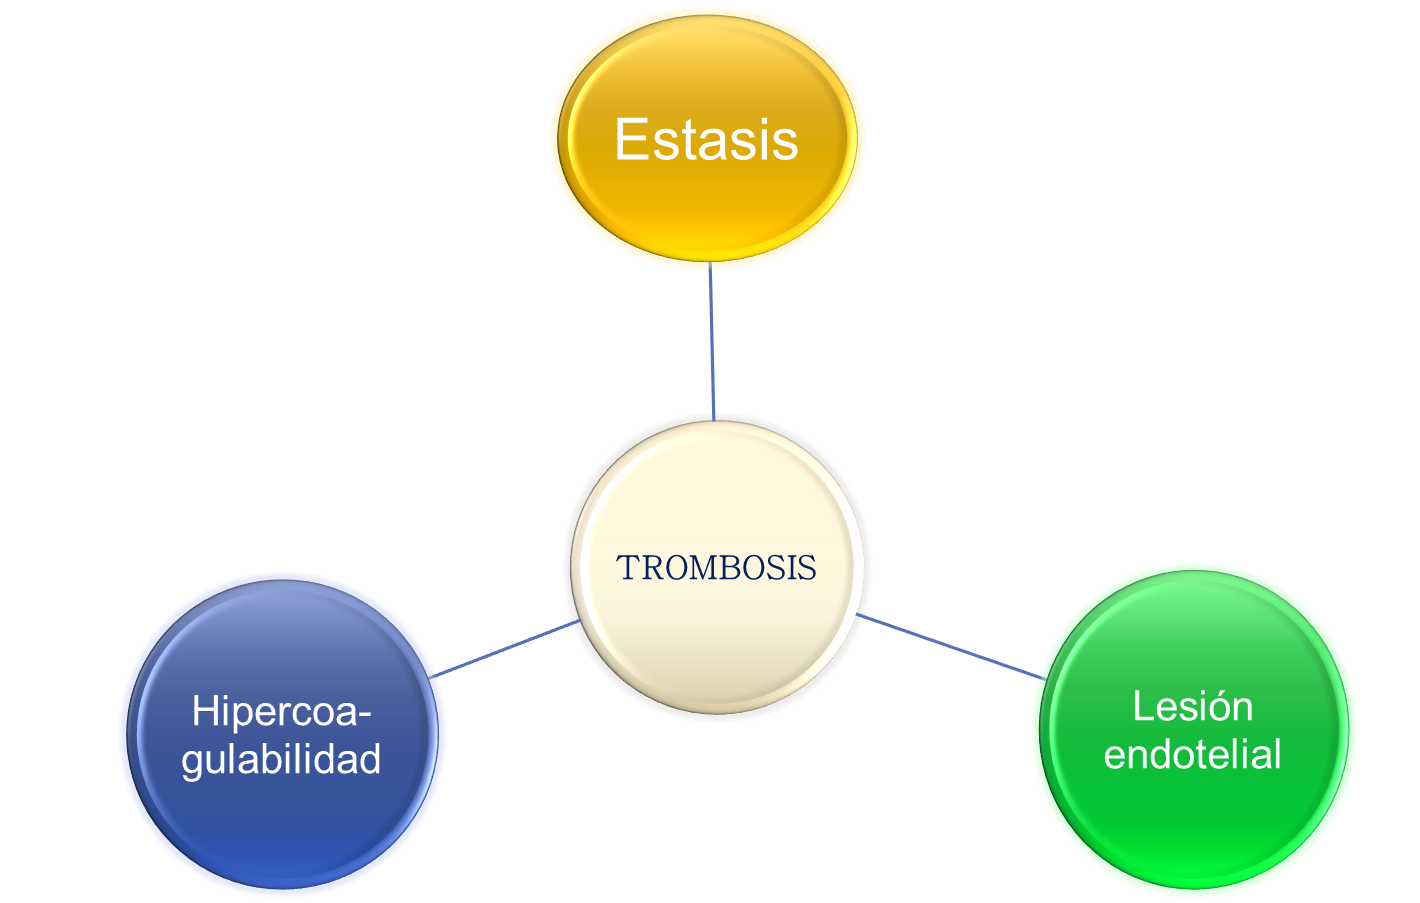 Estasis
TROMBOSIS
Hipercoa-
gulabilidad
Lesión
endotelial